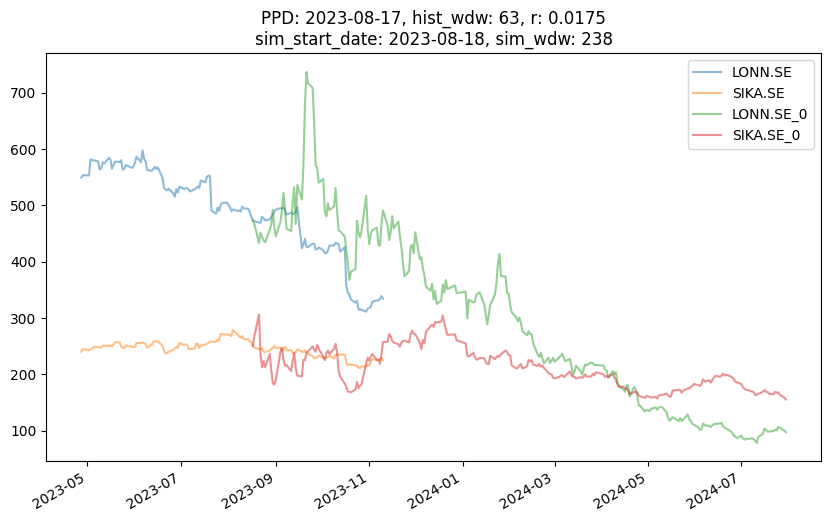 PPD: 2023-08-17, hist_wdw: 63, r: 0.0175
sim_start_date: 2023-08-18, sim_wdw: 238
LONN.SE
SIKA.SE
LONN.SE_0
SIKA.SE_0
700
600
500
400
300
200
100
2023-05
2023-07
2023-09
2023-11
2024-01
2024-03
2024-05
2024-07